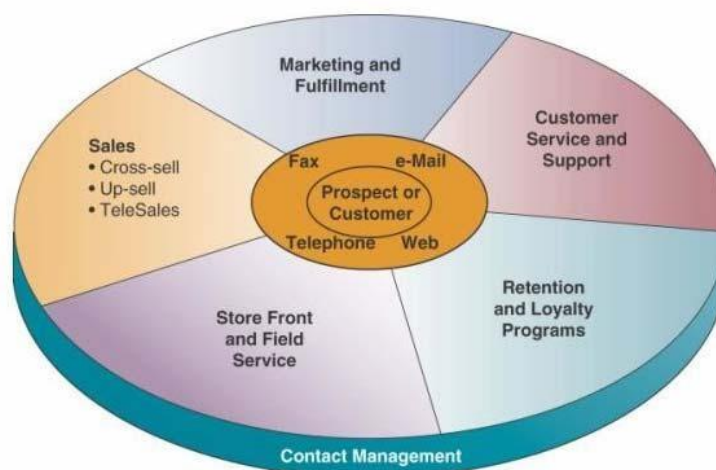 Marketing and
Fulfillment
Customer
Service and
Support
Sales
• Cross-sell
• Up-sell
• TeleSales
Fax e-Mail
Prospect or
Customer
Telephone Web
Retention
and Loyalty
Programs
Store Front
and Field
Service
Contact Management